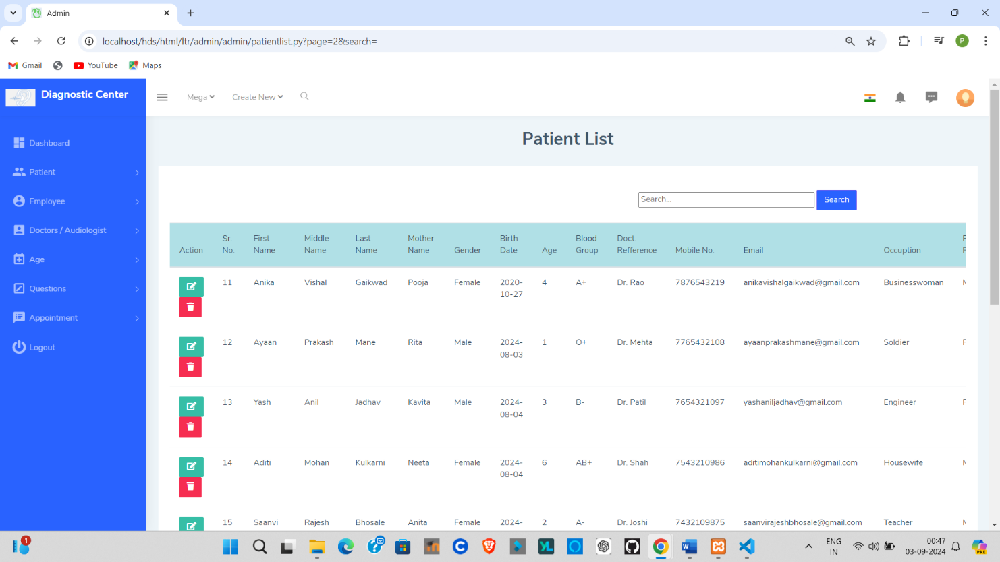 Admin
localhost/hds/html/ltr/admin/admin/patientlist.py?page=2&search=
P
Gmail YouTube Maps
Diagnostic Center
Mega Create New
Dashboard
Patient
Employee
Doctors / Audiologist
Age
Questions
Appointment
Logout
Patient List
Search... Search
Action Sr. No. First Name Middle Name Last Name Mother Name Gender Birth Date Age Blood Group Doct. Refference Mobile No. Email Occuption
11 Anika Vishal Gaikwad Pooja Female 2020-10-27 4 A+ Dr. Rao 7876543219 anikavishalgaikwad@gmail.com Businesswoman
12 Ayaan Prakash Mane Rita Male 2024-08-03 1 O+ Dr. Mehta 7765432108 ayaanprakashmane@gmail.com Soldier
13 Yash Anil Jadhav Kavita Male 2024-08-04 3 B- Dr. Patil 7654321097 yashaniljadhav@gmail.com Engineer
14 Aditi Mohan Kulkarni Neeta Female 2024-08-04 6 AB+ Dr. Shah 7543210986 aditimohankulkarni@gmail.com Housewife
15 Saanvi Rajesh Bhosale Anita Female 2024- 2 A- Dr. Joshi 7432109875 saanvirajeshbhosale@gmail.com Teacher
1
YL
ENG
IN
00:47
03-09-2024
PRE